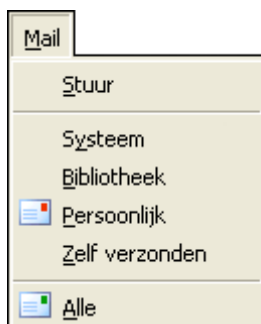 Mail
Stuur
Systeem
Bibliotheek
Persoonlijk
Zelf verzonden
Alle